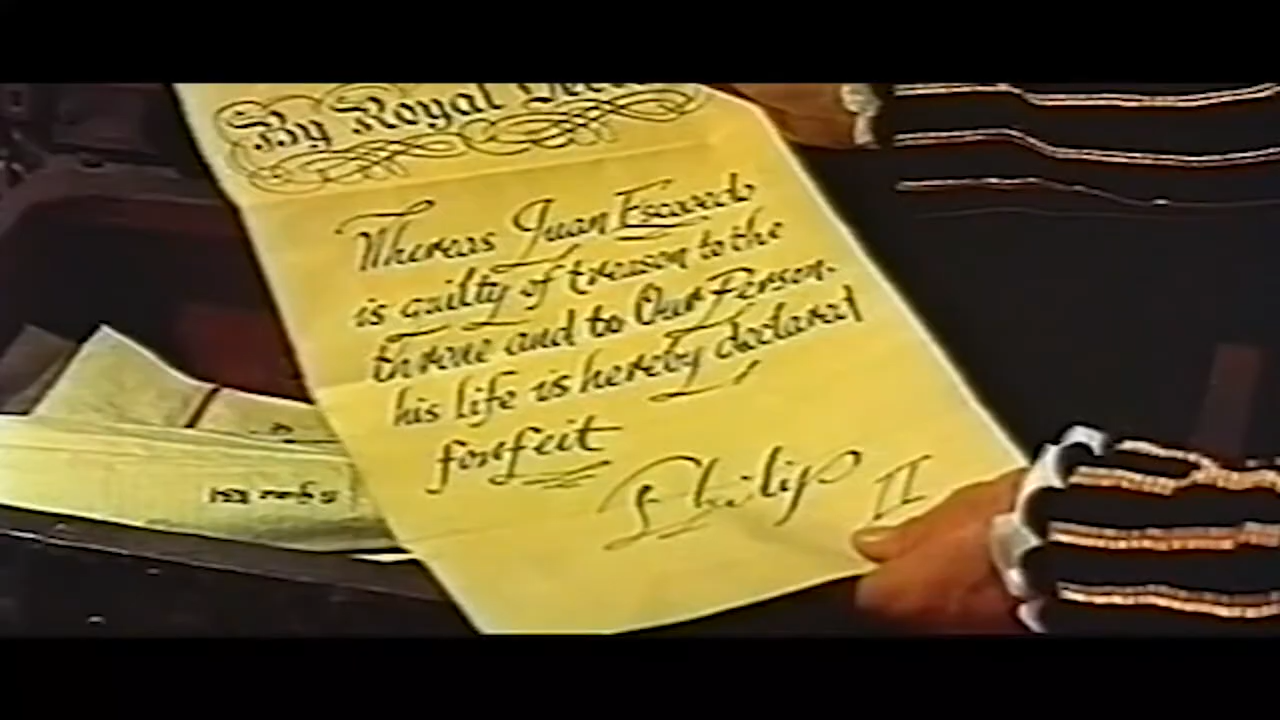 By Royal
Whereas Juan Escavedo
is guilty of treason to the
throne and to Our Person.
his life is hereby declared
forfeit
Philip II